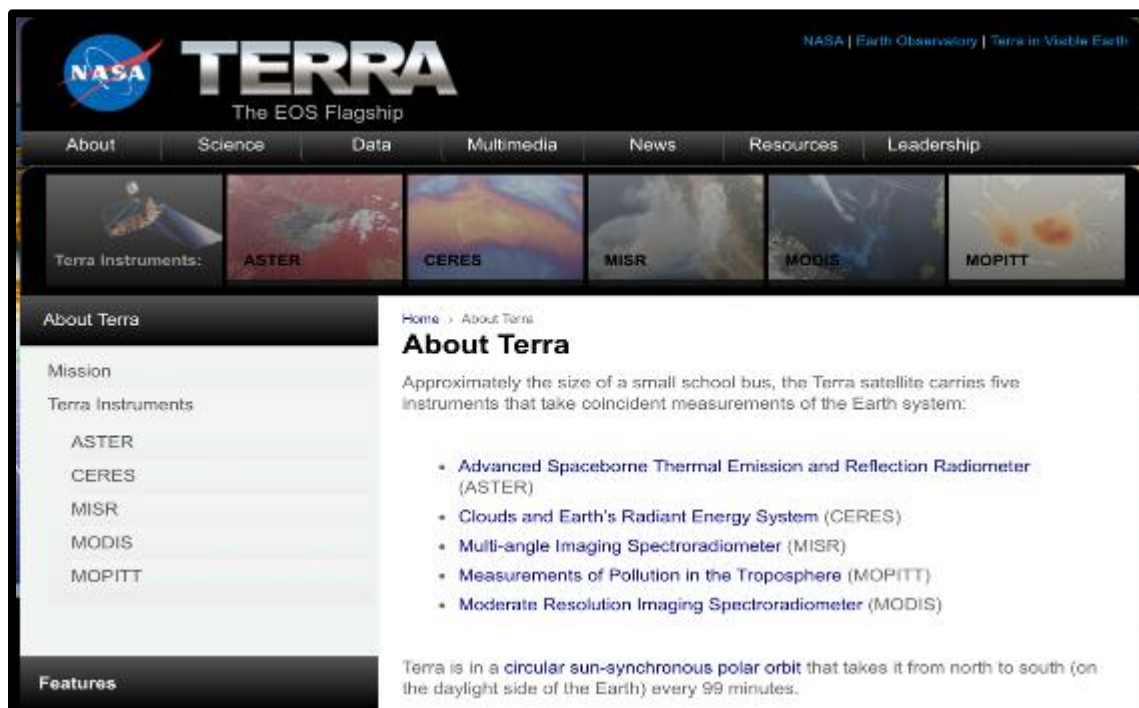 NASA | Earth Observatory | Terra in Visible Earth
NASA
TERRA
The EOS Flagship
About Science Data Multimedia News Resources Leadership
Terra Instruments: ASTER CERES MISR MODIS MOPITT
About Terra
Mission
Terra Instruments
ASTER
CERES
MISR
MODIS
MOPITT
Features
Home › About Terra
About Terra
Approximately the size of a small school bus, the Terra satellite carries five
instruments that take coincident measurements of the Earth system:
• Advanced Spaceborne Thermal Emission and Reflection Radiometer
(ASTER)
• Clouds and Earth's Radiant Energy System (CERES)
• Multi-angle Imaging Spectroradiometer (MISR)
• Measurements of Pollution in the Troposphere (MOPITT)
• Moderate Resolution Imaging Spectroradiometer (MODIS)
Terra is in a circular sun-synchronous polar orbit that takes it from north to south (on
the daylight side of the Earth) every 99 minutes.